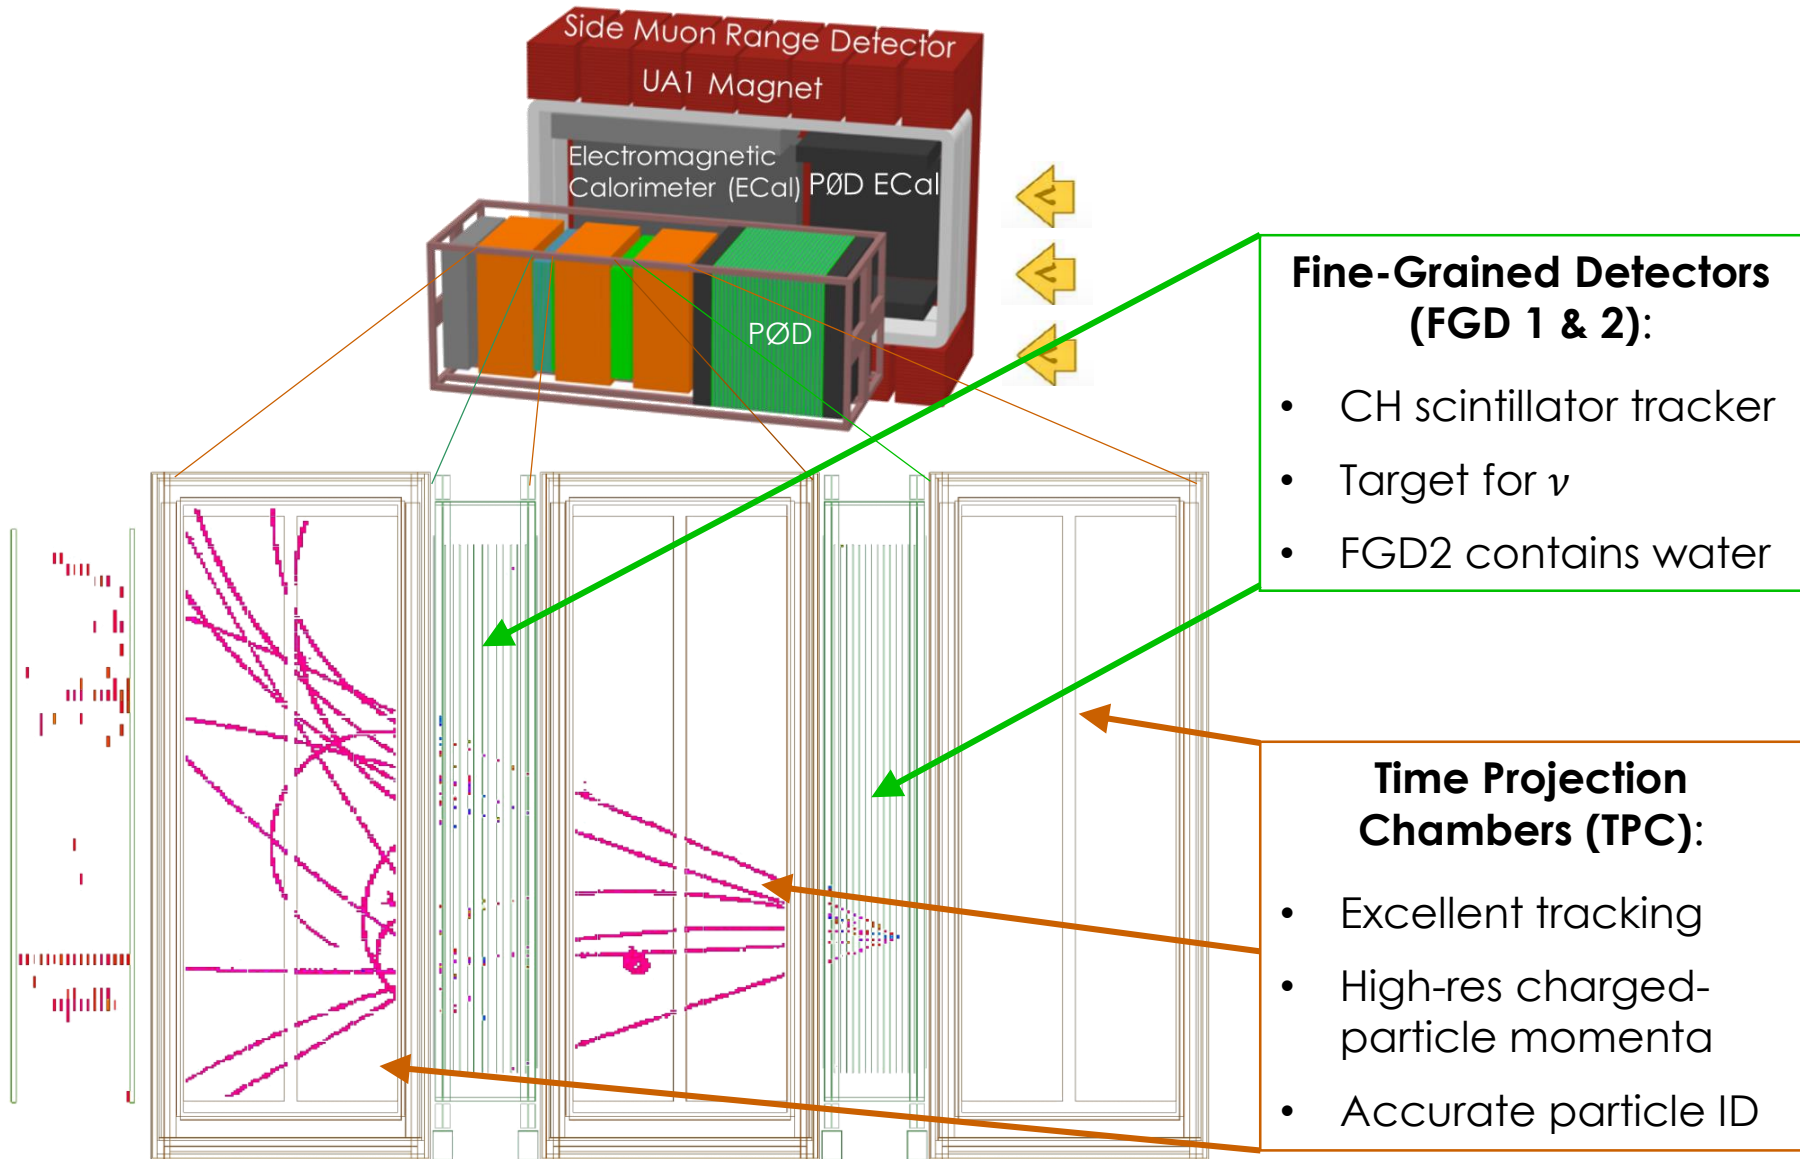 Side Muon Range Detector
UA1 Magnet
Electromagnetic
Calorimeter (ECal)
PØD ECal
PØD
ν
ν
ν
Fine-Grained Detectors
(FGD 1 & 2):
• CH scintillator tracker
• Target for ν
• FGD2 contains water
Time Projection
Chambers (TPC):
• Excellent tracking
• High-res charged-
particle momenta
• Accurate particle ID